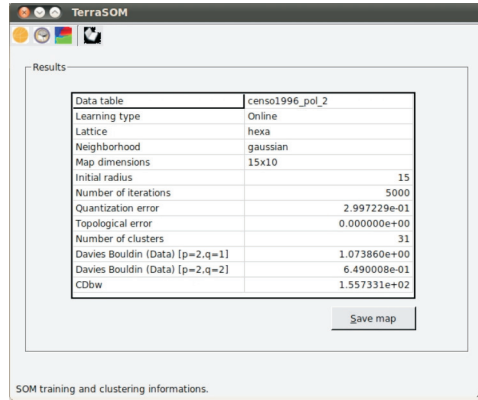 TerraSOM
Results
Data table censo1996_pol_2
Learning type Online
Lattice hexa
Neighborhood gaussian
Map dimensions 15x10
Initial radius 15
Number of iterations 5000
Quantization error 2.997229e-01
Topological error 0.000000e+00
Number of clusters 31
Davies Bouldin (Data) [p=2,q=1] 1.073860e+00
Davies Bouldin (Data) [p=2,q=2] 6.490008e-01
CDbw 1.557331e+02
Save map
SOM training and clustering informations.